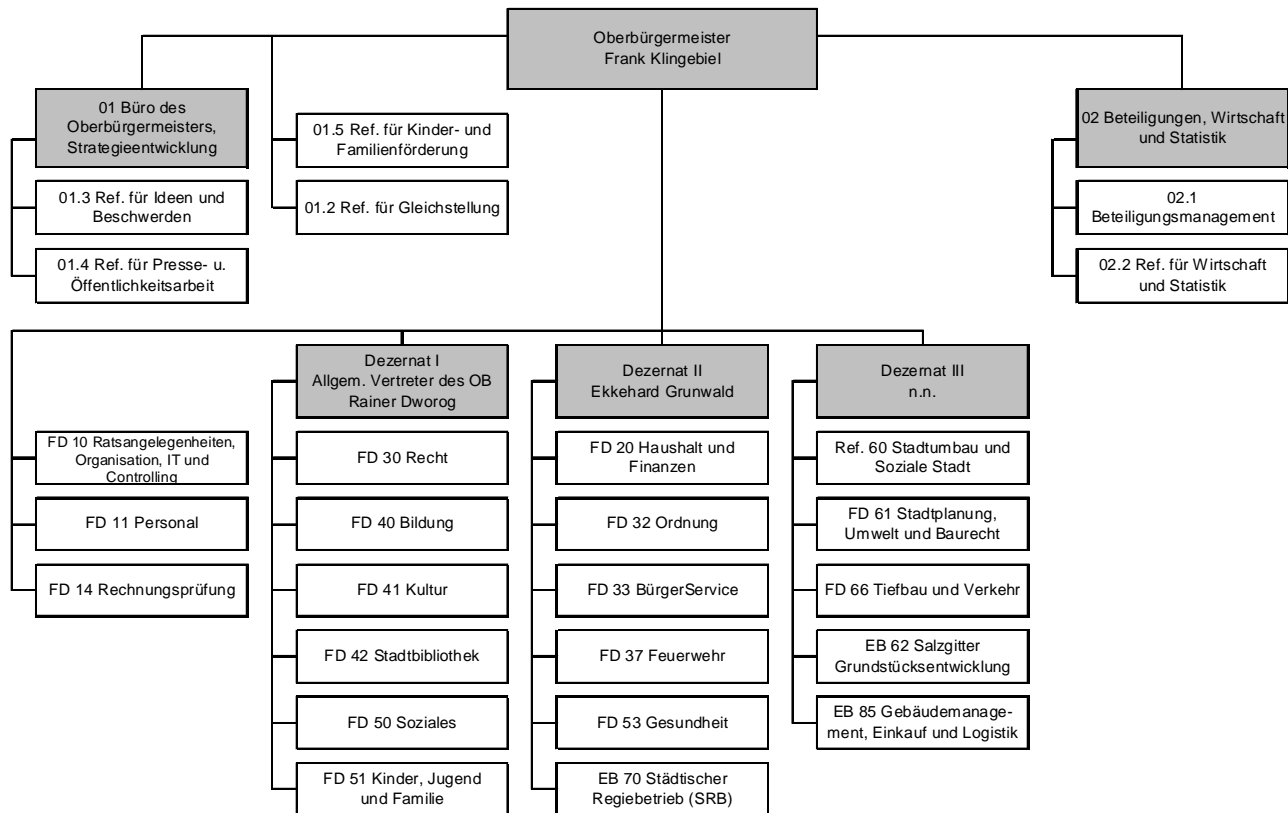 Oberbürgermeister
Frank Klingebiel
01 Büro des
Oberbürgermeisters,
Strategieentwicklung
01.3 Ref. für Ideen und
Beschwerden
01.4 Ref. für Presse- u.
Öffentlichkeitsarbeit
01.5 Ref. für Kinder- und
Familienförderung
01.2 Ref. für Gleichstellung
02 Beteiligungen, Wirtschaft
und Statistik
02.1
Beteiligungsmanagement
02.2 Ref. für Wirtschaft
und Statistik
FD 10 Ratsangelegenheiten,
Organisation, IT und
Controlling
FD 11 Personal
FD 14 Rechnungsprüfung
Dezernat I
Allgem. Vertreter des OB
Rainer Dworog
FD 30 Recht
FD 40 Bildung
FD 41 Kultur
FD 42 Stadtbibliothek
FD 50 Soziales
FD 51 Kinder, Jugend
und Familie
Dezernat II
Ekkehard Grunwald
FD 20 Haushalt und
Finanzen
FD 32 Ordnung
FD 33 BürgerService
FD 37 Feuerwehr
FD 53 Gesundheit
EB 70 Städtischer
Regiebetrieb (SRB)
Dezernat III
n.n.
Ref. 60 Stadtumbau und
Soziale Stadt
FD 61 Stadtplanung,
Umwelt und Baurecht
FD 66 Tiefbau und Verkehr
EB 62 Salzgitter
Grundstücksentwicklung
EB 85 Gebäudemanage-
ment, Einkauf und Logistik